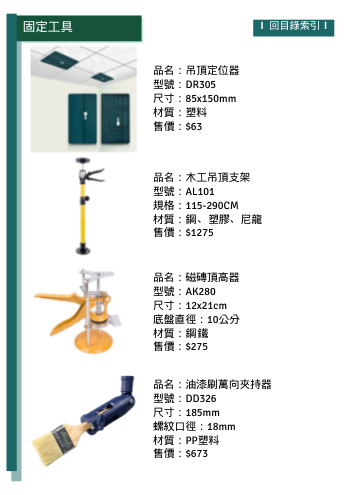 固定工具
I 回目錄索引 I
品名：吊頂定位器
型號：DR305
尺寸：85x150mm
材質：塑料
售價：$63
品名：木工吊頂支架
型號：AL101
規格：115-290CM
材質：鋼、塑膠、尼龍
售價：$1275
品名：磁磚頂高器
型號：AK280
尺寸：12x21cm
底盤直徑：10公分
材質：鋼鐵
售價：$275
品名：油漆刷萬向夾持器
型號：DD326
尺寸：185mm
螺紋口徑：18mm
材質：PP塑料
售價：$673